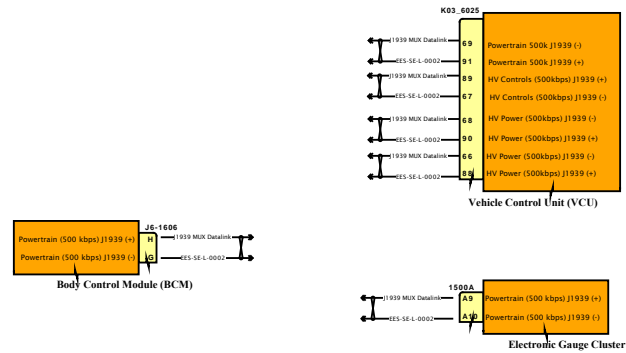 K03_6025
J1939 MUX Datalink 69 Powertrain 500k J1939 (-)
EES-SE-L-0002 91 Powertrain 500k J1939 (+)
J1939 MUX Datalink 89 HV Controls (500kbps) J1939 (+)
EES-SE-L-0002 67 HV Controls (500kbps) J1939 (-)
J1939 MUX Datalink 68 HV Power (500kbps) J1939 (-)
EES-SE-L-0002 90 HV Power (500kbps) J1939 (+)
J1939 MUX Datalink 66 HV Power (500kbps) J1939 (-)
EES-SE-L-0002 88 HV Power (500kbps) J1939 (+)
Vehicle Control Unit (VCU)
J6-1606
Powertrain (500 kbps) J1939 (+) H J1939 MUX Datalink
Powertrain (500 kbps) J1939 (-) G EES-SE-L-0002
Body Control Module (BCM)
1500A
J1939 MUX Datalink A9 Powertrain (500 kbps) J1939 (+)
EES-SE-L-0002 A10 Powertrain (500 kbps) J1939 (-)
Electronic Gauge Cluster